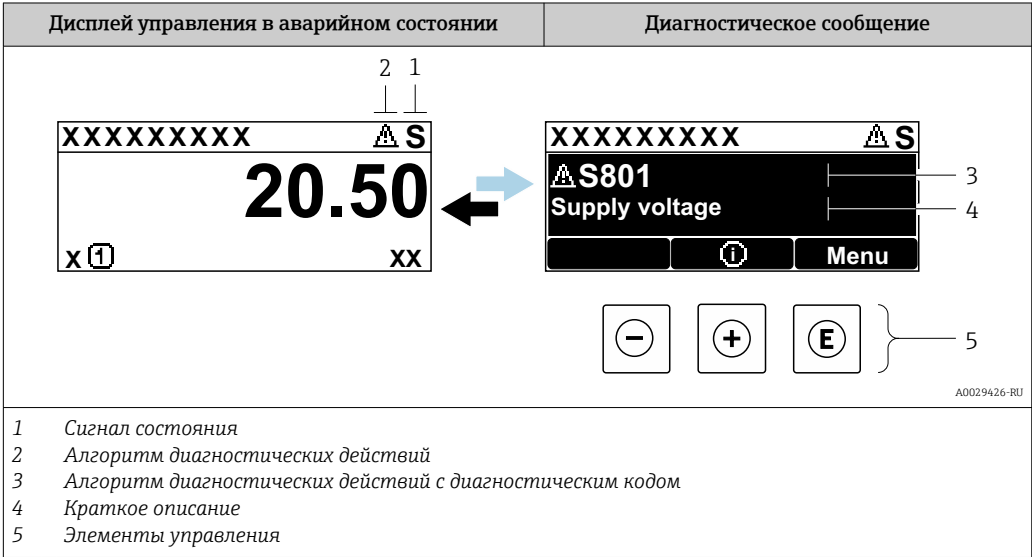 Дисплей управления в аварийном состоянии
Диагностическое сообщение
2 1
XXXXXXXXX ⚠ S
20.50
X 1 XX
XXXXXXXXX ⚠ S
⚠S801
Supply voltage
i Menu
3
4
− + E
5
A0029426-RU
1 Сигнал состояния
2 Алгоритм диагностических действий
3 Алгоритм диагностических действий с диагностическим кодом
4 Краткое описание
5 Элементы управления